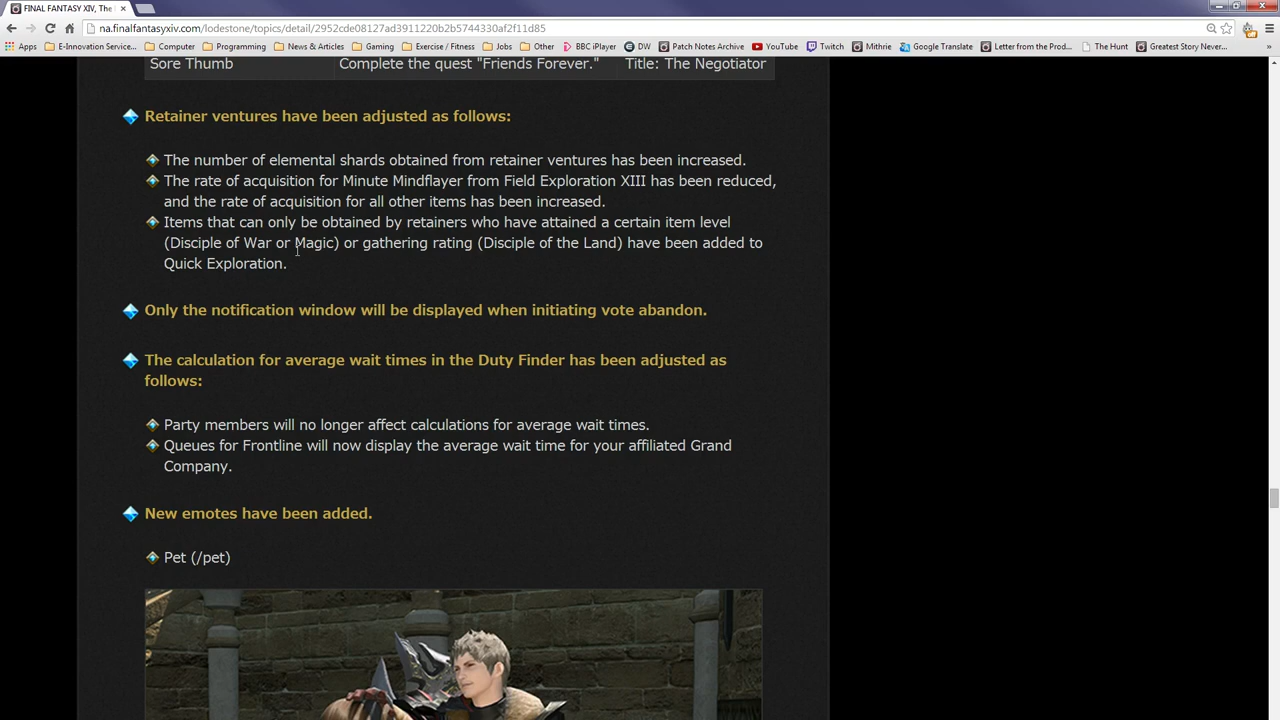 FINAL FANTASY XIV, The
na.finalfantasyxiv.com/lodestone/topics/detail/2952cde08127ad3911220b2b5744330af2f11d85
Apps E-Innovation Service... Computer Programming News & Articles Gaming Exercise / Fitness Jobs Other BBC iPlayer DW Patch Notes Archive YouTube Twitch Mithrie Google Translate Letter from the Prod... The Hunt Greatest Story Never...
Sore Thumb Complete the quest "Friends Forever." Title: The Negotiator
Retainer ventures have been adjusted as follows:
The number of elemental shards obtained from retainer ventures has been increased.
The rate of acquisition for Minute Mindflayer from Field Exploration XIII has been reduced,
and the rate of acquisition for all other items has been increased.
Items that can only be obtained by retainers who have attained a certain item level
(Disciple of War or Magic) or gathering rating (Disciple of the Land) have been added to
Quick Exploration.
Only the notification window will be displayed when initiating vote abandon.
The calculation for average wait times in the Duty Finder has been adjusted as
follows:
Party members will no longer affect calculations for average wait times.
Queues for Frontline will now display the average wait time for your affiliated Grand
Company.
New emotes have been added.
Pet (/pet)